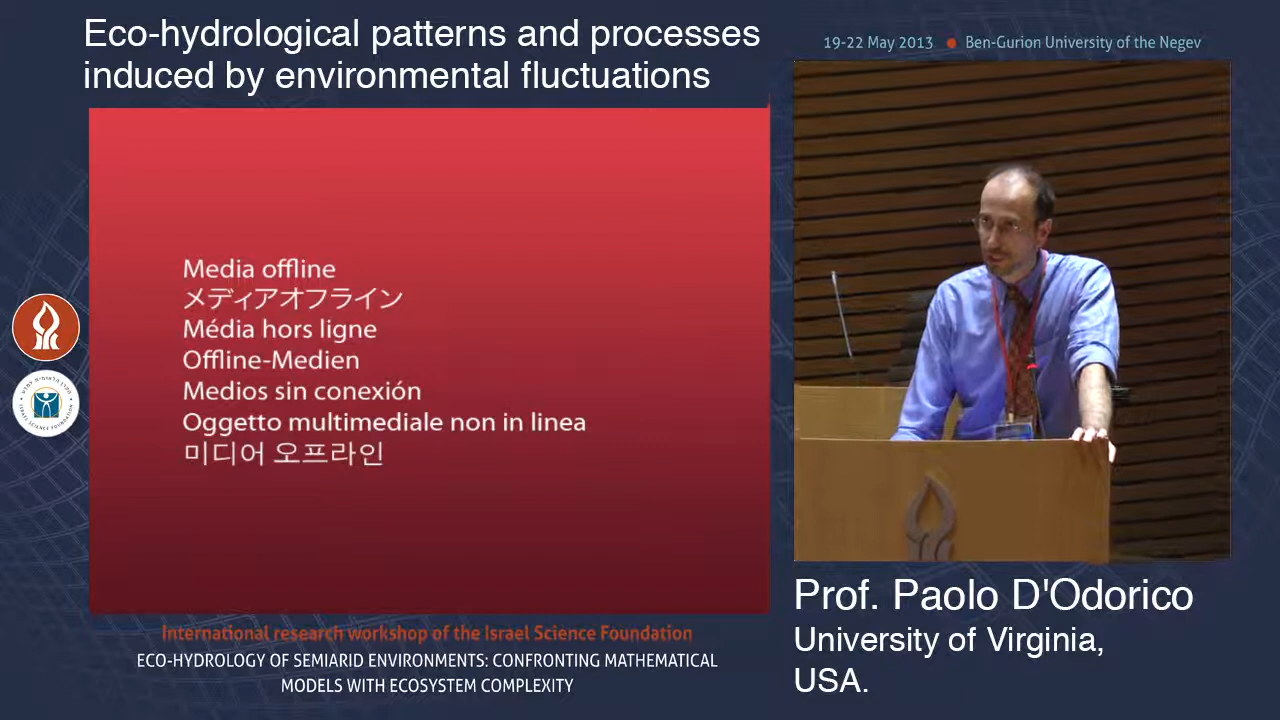 Eco-hydrological patterns and processes
induced by environmental fluctuations
19-22 May 2013 ● Ben-Gurion University of the Negev
Media offline
メディアオフライン
Média hors ligne
Offline-Medien
Medios sin conexión
Oggetto multimediale non in linea
미디어 오프라인
ISRAEL SCIENCE FOUNDATION
International research workshop of the Israel Science Foundation
ECO-HYDROLOGY OF SEMIARID ENVIRONMENTS: CONFRONTING MATHEMATICAL
MODELS WITH ECOSYSTEM COMPLEXITY
Prof. Paolo D'Odorico
University of Virginia,
USA.